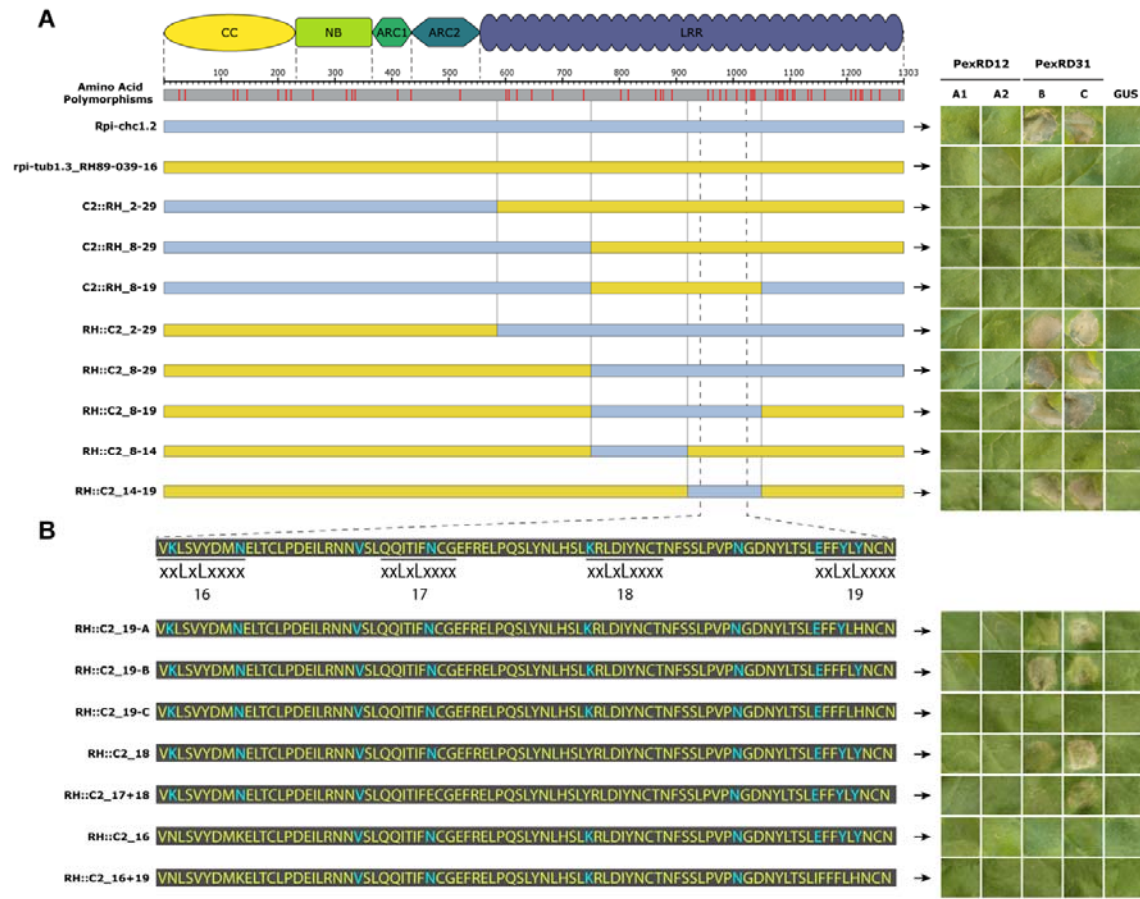 A
CC NB ARC1 ARC2 LRR
100 200 300 400 500 600 700 800 900 1000 1100 1200 1303
PexRD12 PexRD31
Amino Acid
Polymorphisms
A1 A2 B C GUS
Rpi-chc1.2
rpi-tub1.3_RH89-039-16
C2::RH_2-29
C2::RH_8-29
C2::RH_8-19
RH::C2_2-29
RH::C2_8-29
RH::C2_8-19
RH::C2_8-14
RH::C2_14-19
B
VKLSVYDMNELTCLPDEILRNNVSLQQITIFNCGEFRELPQSLYNLHSLKRLDIYNCTNFSSLPVPNGDNYLTSLEFFYLYNCN
xxLxLxxxx xxLxLxxxx xxLxLxxxx xxLxLxxxx
16 17 18 19
RH::C2_19-A VKLSVYDMNELTCLPDEILRNNVSLQQITIFNCGEFRELPQSLYNLHSLKRLDIYNCTNFSSLPVPNGDNYLTSLEFFYLHNCN
RH::C2_19-B VKLSVYDMNELTCLPDEILRNNVSLQQITIFNCGEFRELPQSLYNLHSLKRLDIYNCTNFSSLPVPNGDNYLTSLEFFFLYNCN
RH::C2_19-C VKLSVYDMNELTCLPDEILRNNVSLQQITIFNCGEFRELPQSLYNLHSLKRLDIYNCTNFSSLPVPNGDNYLTSLEFFFLHNCN
RH::C2_18 VKLSVYDMNELTCLPDEILRNNVSLQQITIFNCGEFRELPQSLYNLHSLYRLDIYNCTNFSSLPVPNGDNYLTSLEFFYLYNCN
RH::C2_17+18 VKLSVYDMNELTCLPDEILRNNVSLQQITIFECGEFRELPQSLYNLHSLYRLDIYNCTNFSSLPVPNGDNYLTSLEFFYLYNCN
RH::C2_16 VNLSVYDMKELTCLPDEILRNNVSLQQITIFNCGEFRELPQSLYNLHSLKRLDIYNCTNFSSLPVPNGDNYLTSLEFFYLYNCN
RH::C2_16+19 VNLSVYDMKELTCLPDEILRNNVSLQQITIFNCGEFRELPQSLYNLHSLKRLDIYNCTNFSSLPVPNGDNYLTSLIFFFLHNCN